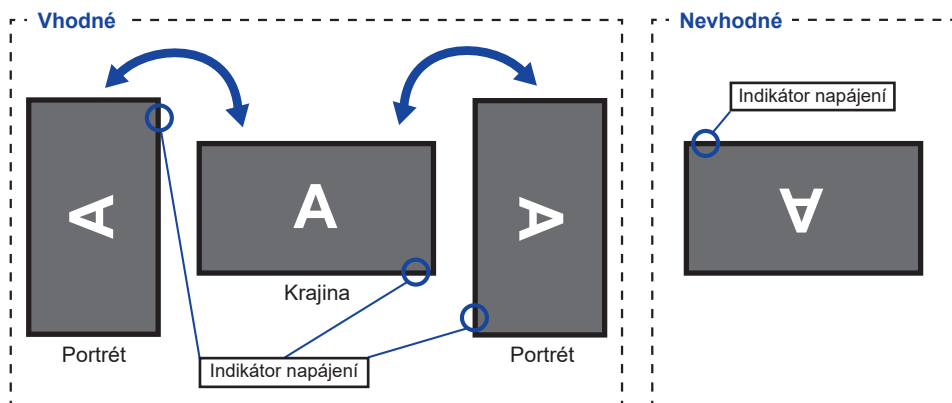 Vhodné
Nevhodné
Indikátor napájení
A
A
A
A
Krajina
Portrét
Portrét
Indikátor napájení